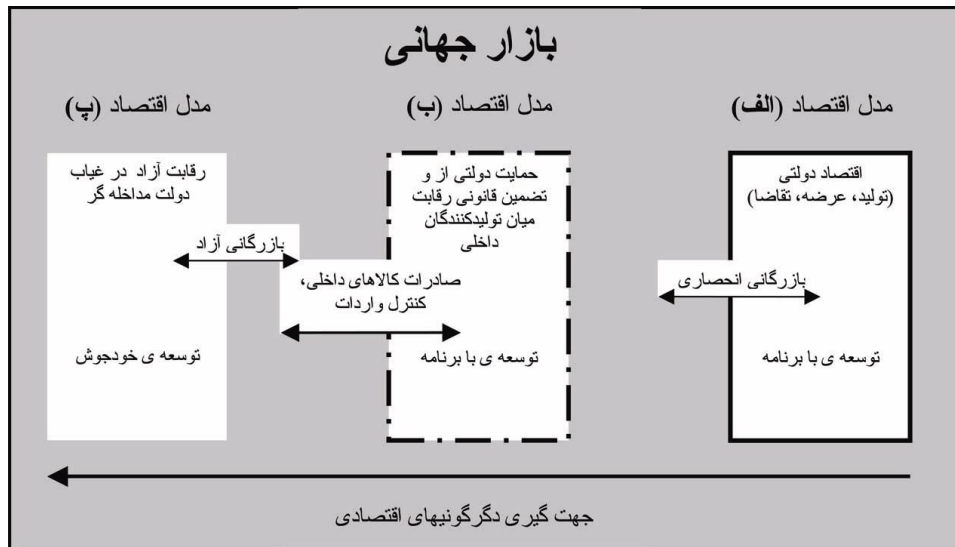 بازار جهانی
مدل اقتصاد (الف)
مدل اقتصاد (ب)
مدل اقتصاد (پ)
اقتصاد دولتی
(تولید، عرضه، تقاضا)
بازرگانی انحصاری
توسعه ی با برنامه
حمایت دولتی از و
تضمین قانونی رقابت
میان تولیدکنندگان
داخلی
صادرات کالاهای داخلی،
کنترل واردات
توسعه ی با برنامه
رقابت آزاد در غیاب
دولت مداخله گر
بازرگانی آزاد
توسعه ی خودجوش
جهت گیری دگرگونیهای اقتصادی